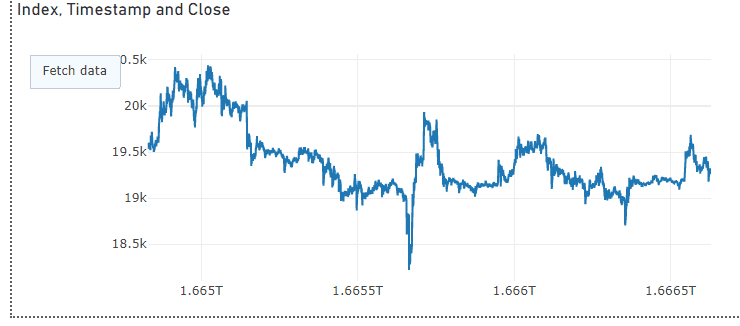 Index, Timestamp and Close
Fetch data
0.5k
20k
19.5k
19k
18.5k
1.665T
1.6655T
1.666T
1.6665T